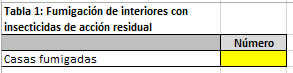 Tabla 1: Fumigación de interiores con
insecticidas de acción residual
Número
Casas fumigadas